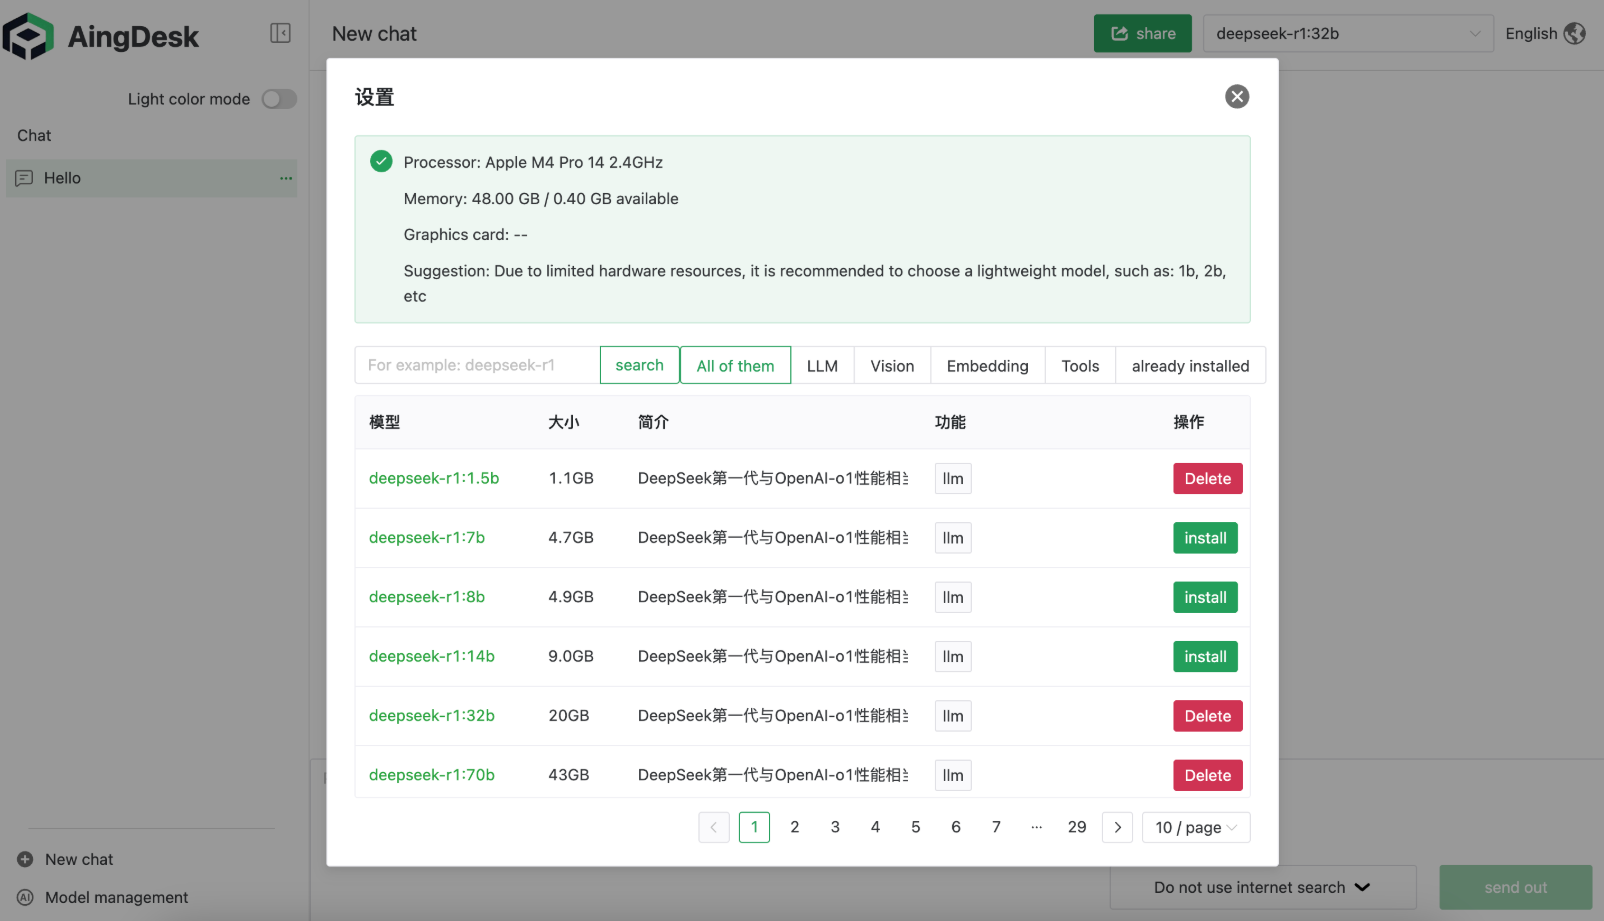 AingDesk
New chat
share
deepseek-r1:32b
English
Light color mode
Chat
Hello
设置
Processor: Apple M4 Pro 14 2.4GHz
Memory: 48.00 GB / 0.40 GB available
Graphics card: --
Suggestion: Due to limited hardware resources, it is recommended to choose a lightweight model, such as: 1b, 2b,
etc
For example: deepseek-r1
search
All of them
LLM
Vision
Embedding
Tools
already installed
模型 大小 简介 功能 操作
deepseek-r1:1.5b 1.1GB DeepSeek第一代与OpenAI-o1性能相 llm Delete
deepseek-r1:7b 4.7GB DeepSeek第一代与OpenAI-o1性能相 llm install
deepseek-r1:8b 4.9GB DeepSeek第一代与OpenAI-o1性能相 llm install
deepseek-r1:14b 9.0GB DeepSeek第一代与OpenAI-o1性能相 llm install
deepseek-r1:32b 20GB DeepSeek第一代与OpenAI-o1性能相 llm Delete
deepseek-r1:70b 43GB DeepSeek第一代与OpenAI-o1性能相 llm Delete
1 2 3 4 5 6 7 ··· 29 10 / page
New chat
AI Model management
Do not use internet search
send out